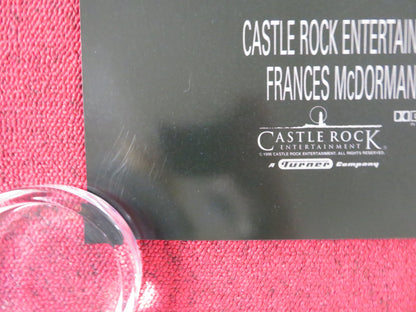 CASTLE ROCK ENTERTAIN
FRANCES McDORMAN
CASTLE ROCK
ENTERTAINMENT
© 1996 CASTLE ROCK ENTERTAINMENT. ALL RIGHTS RESERVED.
A Turner Company